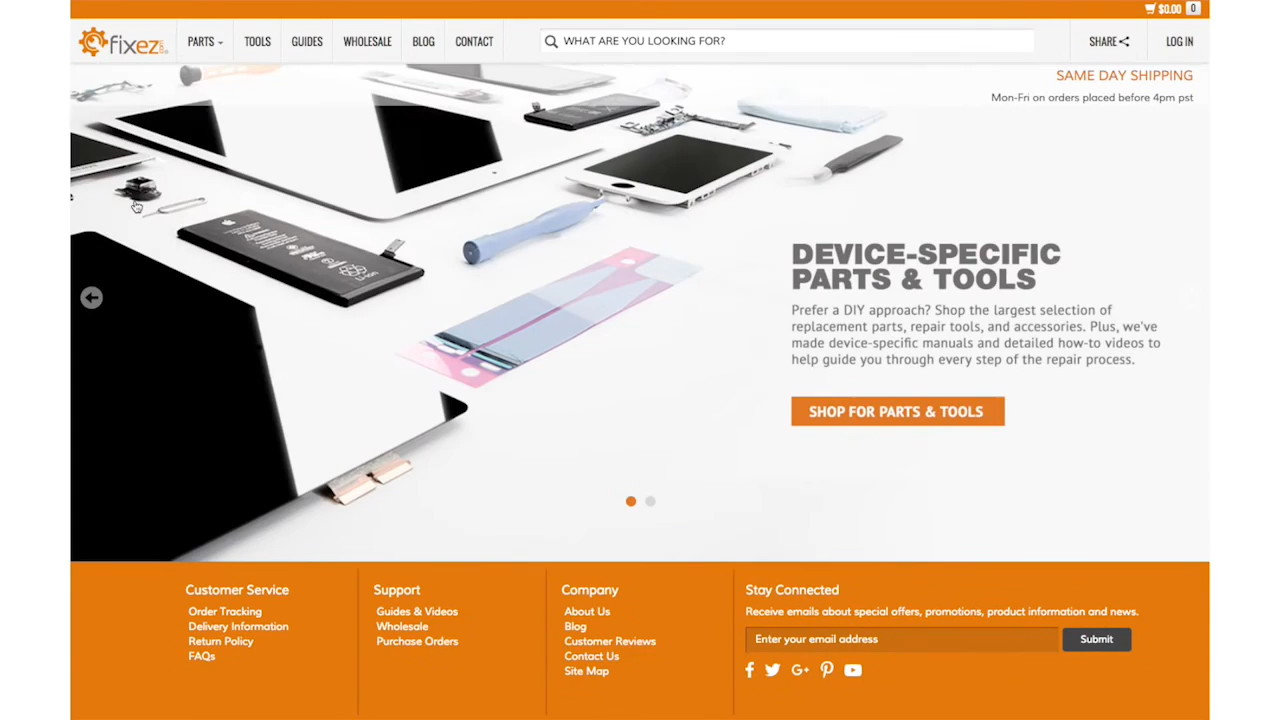 $0.00 0
fixez.com
PARTS
TOOLS
GUIDES
WHOLESALE
BLOG
CONTACT
WHAT ARE YOU LOOKING FOR?
SHARE
LOG IN
SAME DAY SHIPPING
Mon-Fri on orders placed before 4pm pst
Li-ion
DEVICE-SPECIFIC
PARTS & TOOLS
Prefer a DIY approach? Shop the largest selection of
replacement parts, repair tools, and accessories. Plus, we've
made device-specific manuals and detailed how-to videos to
help guide you through every step of the repair process.
SHOP FOR PARTS & TOOLS
Customer Service
Order Tracking
Delivery Information
Return Policy
FAQs
Support
Guides & Videos
Wholesale
Purchase Orders
Company
About Us
Blog
Customer Reviews
Contact Us
Site Map
Stay Connected
Receive emails about special offers, promotions, product information and news.
Enter your email address
Submit